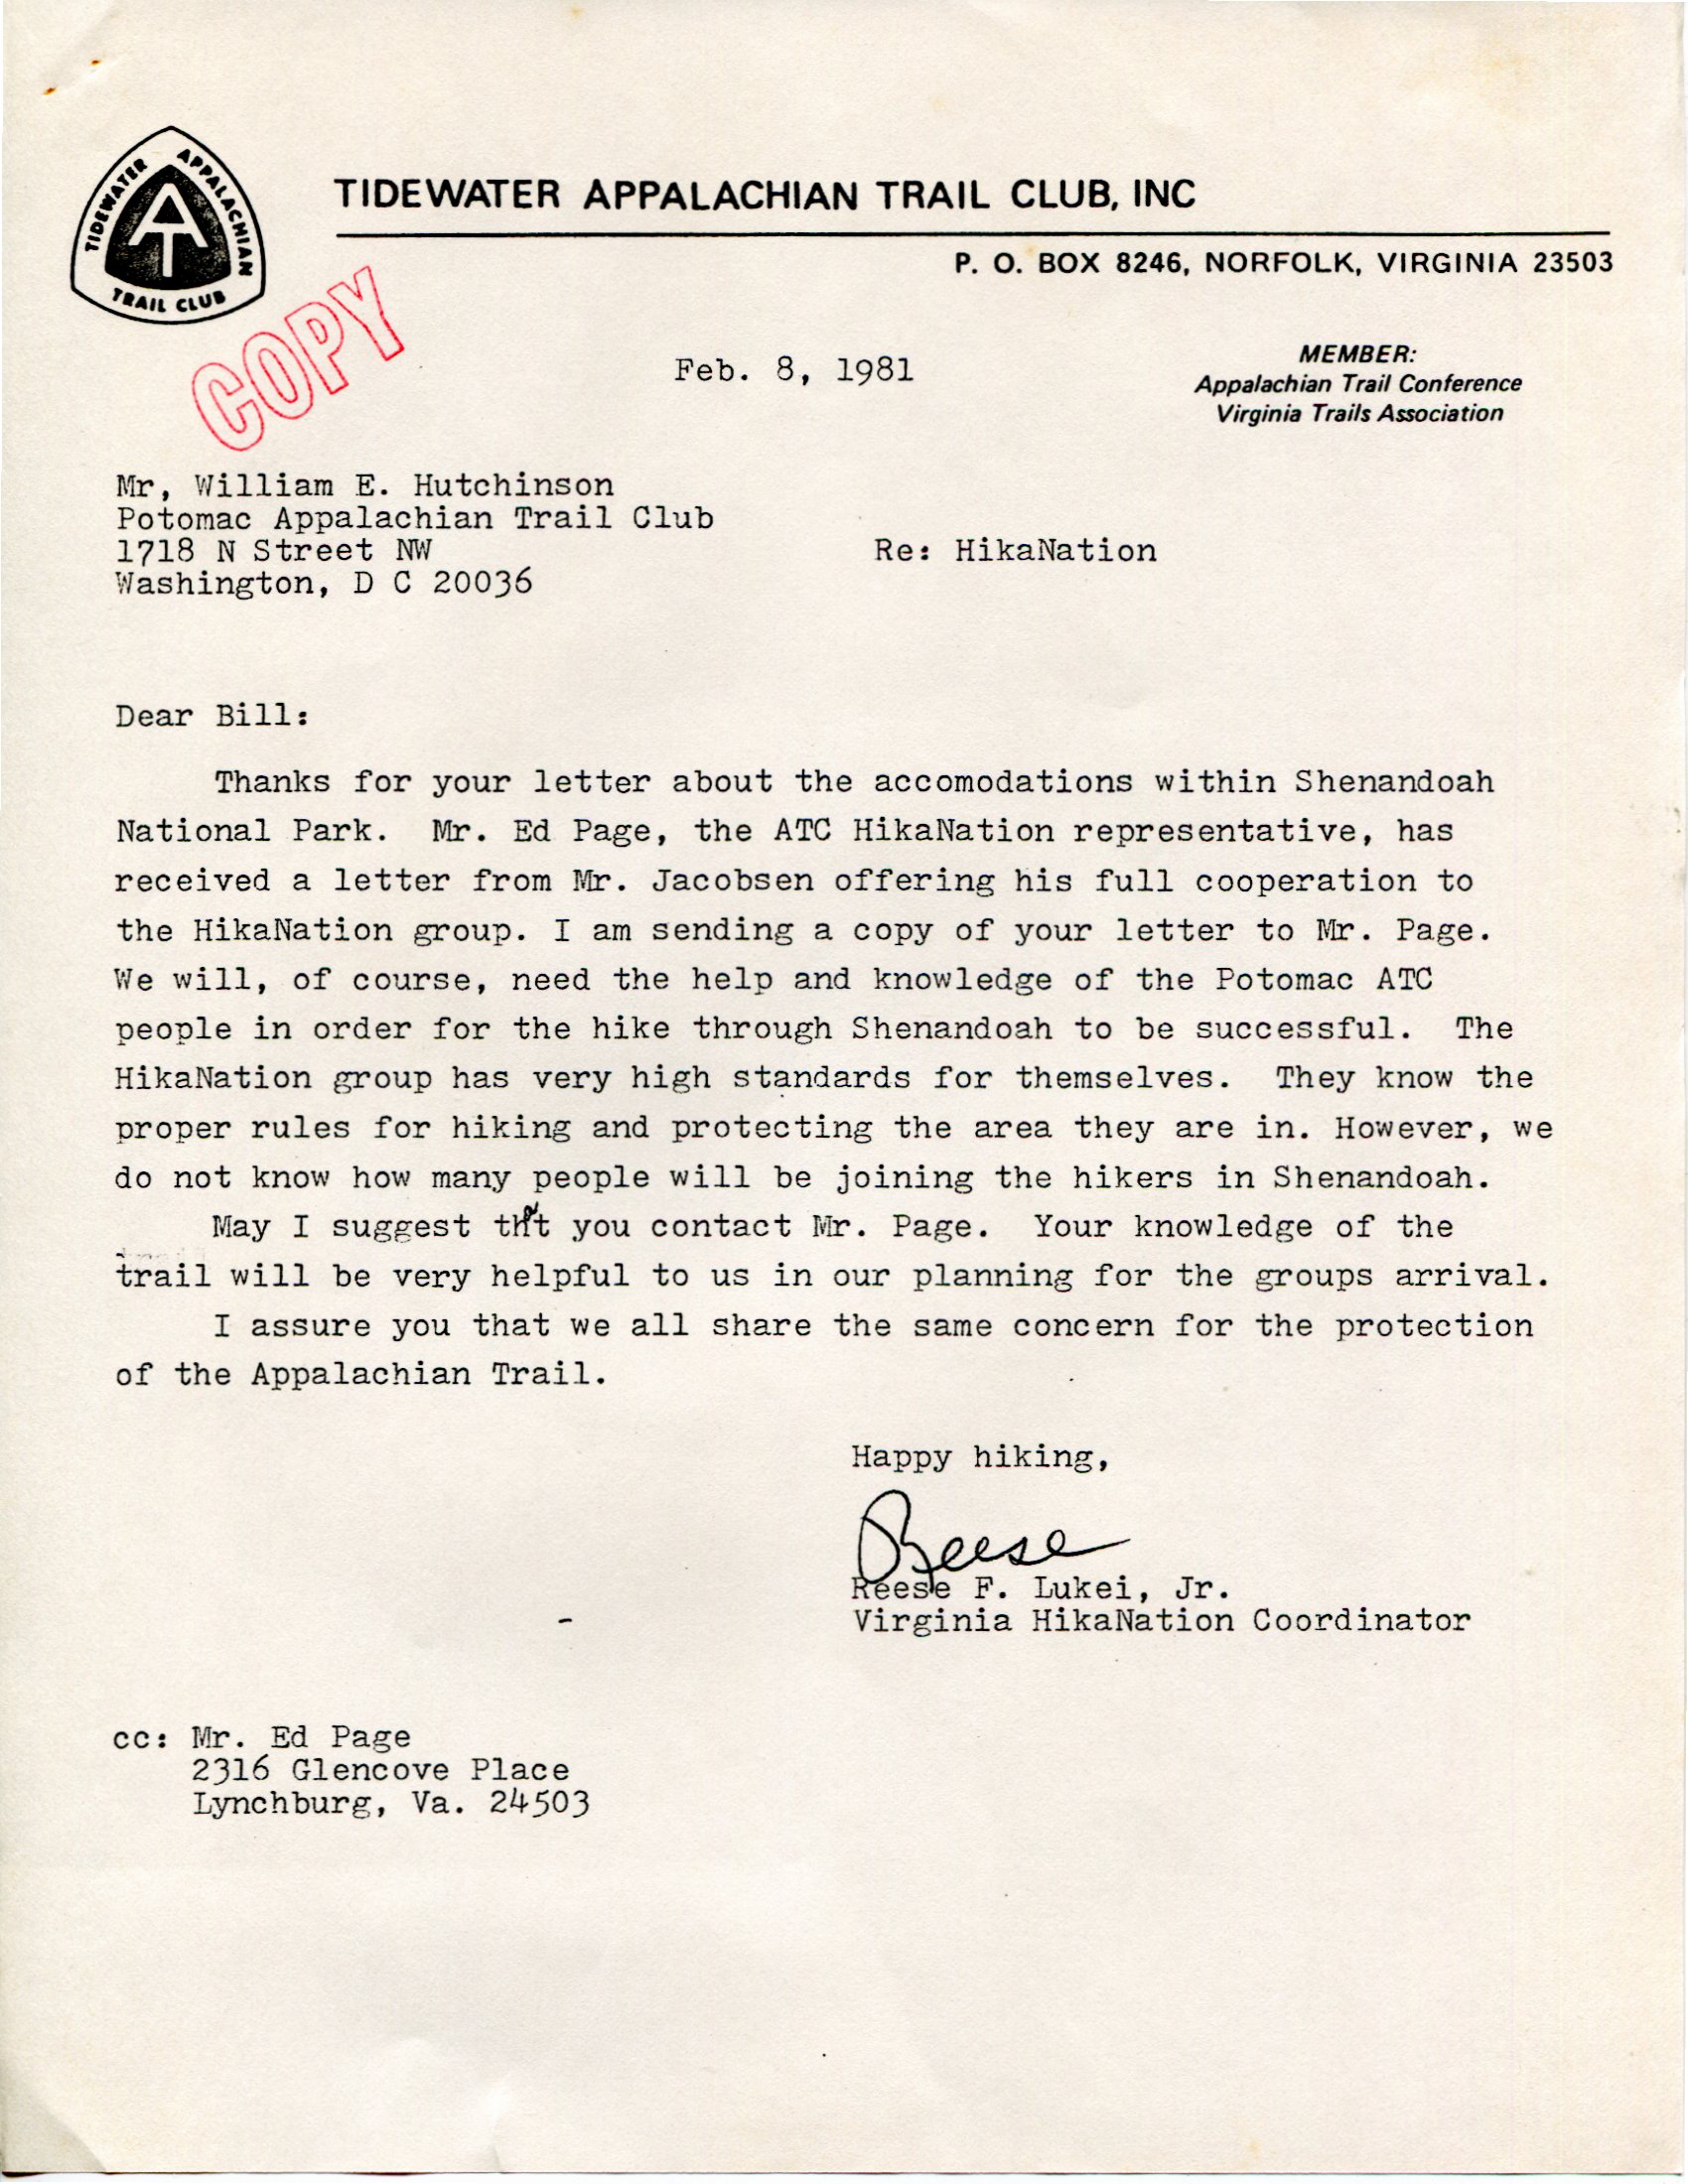 TIDEWATER APPALACHIAN
TRAIL CLUB
TIDEWATER APPALACHIAN TRAIL CLUB, INC
P. O. BOX 8246, NORFOLK, VIRGINIA 23503
COPY
Feb. 8, 1981
MEMBER:
Appalachian Trail Conference
Virginia Trails Association
Mr, William E. Hutchinson
Potomac Appalachian Trail Club
1718 N Street NW
Washington, D C 20036
Re: HikaNation
Dear Bill:
Thanks for your letter about the accomodations within Shenandoah
National Park. Mr. Ed Page, the ATC HikaNation representative, has
received a letter from Mr. Jacobsen offering his full cooperation to
the HikaNation group. I am sending a copy of your letter to Mr. Page.
We will, of course, need the help and knowledge of the Potomac ATC
people in order for the hike through Shenandoah to be successful. The
HikaNation group has very high standards for themselves. They know the
proper rules for hiking and protecting the area they are in. However, we
do not know how many people will be joining the hikers in Shenandoah.
May I suggest that you contact Mr. Page. Your knowledge of the
trail will be very helpful to us in our planning for the groups arrival.
I assure you that we all share the same concern for the protection
of the Appalachian Trail.
Happy hiking,
Reese
Reese F. Lukei, Jr.
Virginia HikaNation Coordinator
cc: Mr. Ed Page
2316 Glencove Place
Lynchburg, Va. 24503